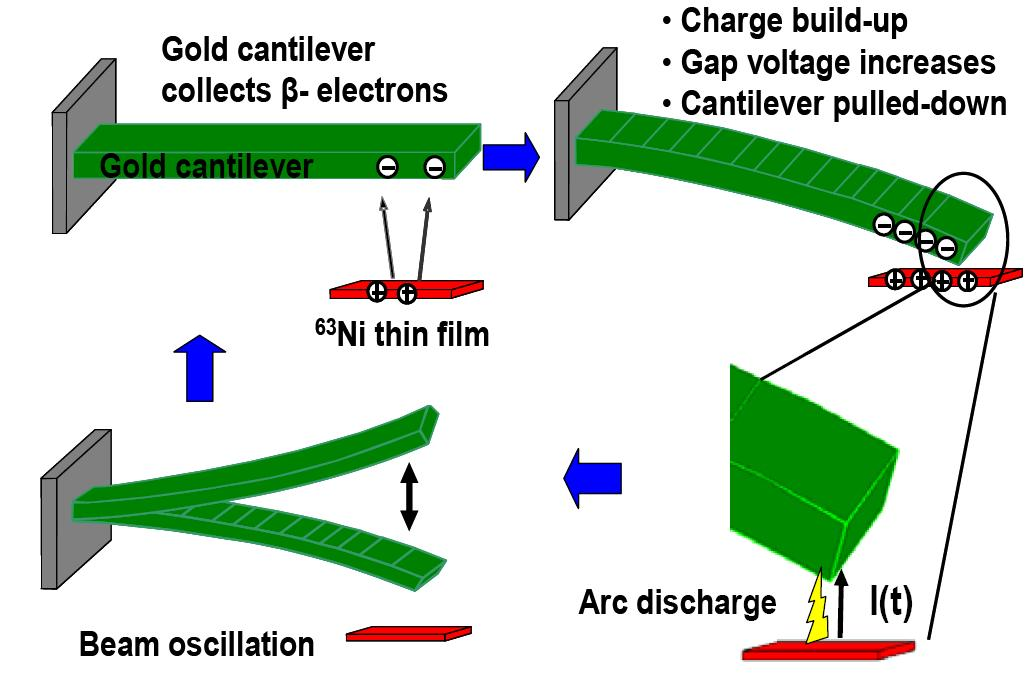 Gold cantilever
collects β- electrons
Gold cantilever
⁶³Ni thin film
• Charge build-up
• Gap voltage increases
• Cantilever pulled-down
Arc discharge
I(t)
Beam oscillation